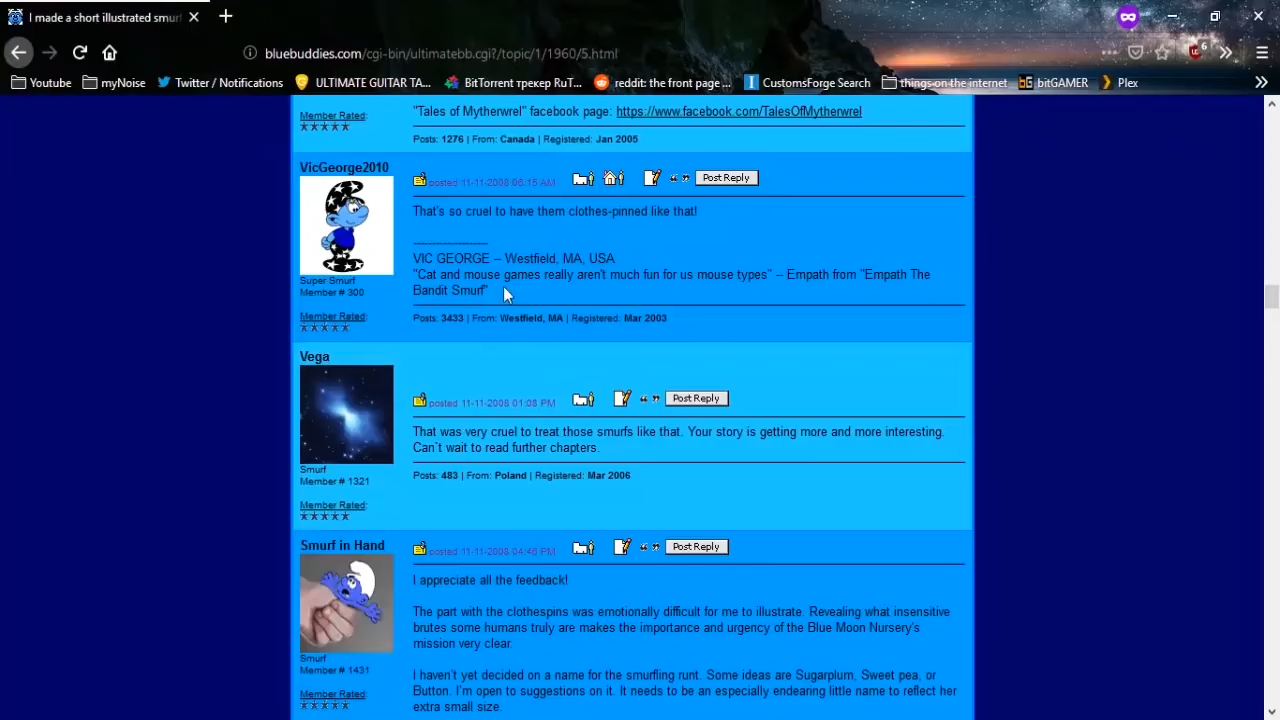 I made a short illustrated smurf
bluebuddies.com/cgi-bin/ultimatebb.cgi?/topic/1/1960/5.html
6
Youtube myNoise Twitter / Notifications ULTIMATE GUITAR TA... BitTorrent трекер RuT... reddit: the front page ... CustomsForge Search things on the internet bitGAMER Plex
"Tales of Mytherwrel" facebook page: https://www.facebook.com/TalesOfMytherwrel
Member Rated:
Posts: 1276 | From: Canada | Registered: Jan 2005
VicGeorge2010
posted 11-11-2008 06:15 AM Post Reply
That's so cruel to have them clothes-pinned like that!
--------------------
VIC GEORGE -- Westfield, MA, USA
"Cat and mouse games really aren't much fun for us mouse types" -- Empath from "Empath The
Bandit Smurf"
Super Smurf
Member # 300
Member Rated:
Posts: 3433 | From: Westfield, MA | Registered: Mar 2003
Vega
posted 11-11-2008 01:08 PM Post Reply
That was very cruel to treat those smurfs like that. Your story is getting more and more interesting.
Can`t wait to read further chapters.
Smurf
Member # 1321
Member Rated:
Posts: 483 | From: Poland | Registered: Mar 2006
Smurf in Hand
posted 11-11-2008 04:46 PM Post Reply
I appreciate all the feedback!
The part with the clothespins was emotionally difficult for me to illustrate. Revealing what insensitive
brutes some humans truly are makes the importance and urgency of the Blue Moon Nursery's
mission very clear.
Smurf
Member # 1431
Member Rated:
I haven't yet decided on a name for the smurfling runt. Some ideas are Sugarplum, Sweet pea, or
Button. I'm open to suggestions on it. It needs to be an especially endearing little name to reflect her
extra small size.